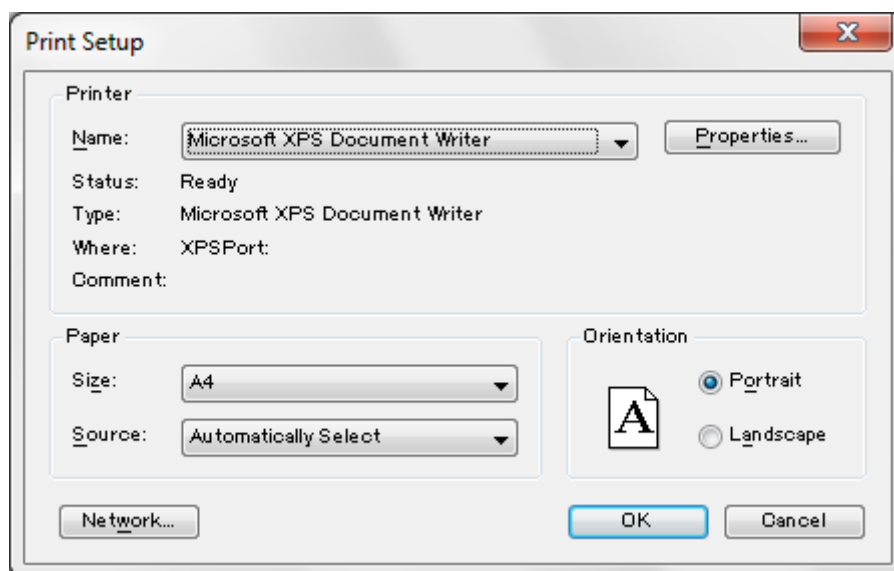 Print Setup
Printer
Name: Microsoft XPS Document Writer Properties...
Status: Ready
Type: Microsoft XPS Document Writer
Where: XPSPort:
Comment:
Paper
Size: A4
Source: Automatically Select
Orientation
A
Portrait
Landscape
Network... OK Cancel